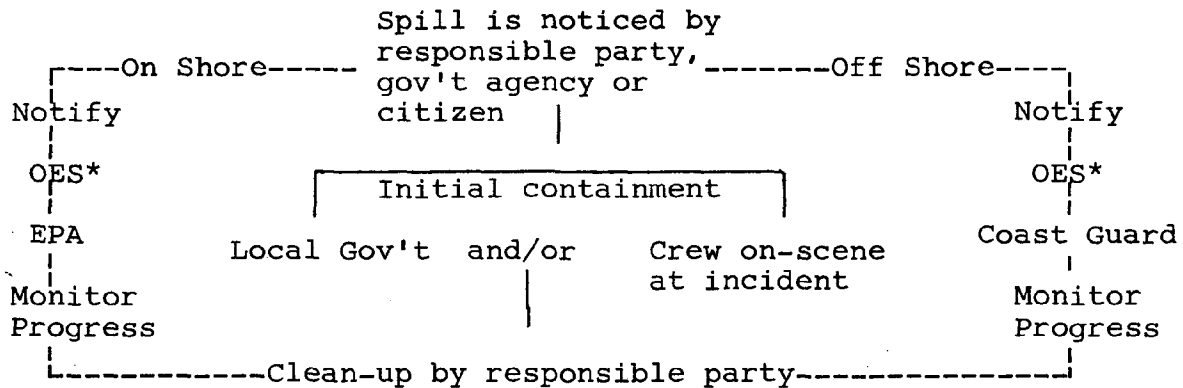 Spill is noticed by
responsible party,
On Shore
Off Shore
gov't agency or
citizen
Notify
Notify
OES*
OES*
Initial containment
EPA
Local Gov't and/or Crew on-scene
at incident
Coast Guard
Monitor
Progress
Monitor
Progress
Clean-up by responsible party